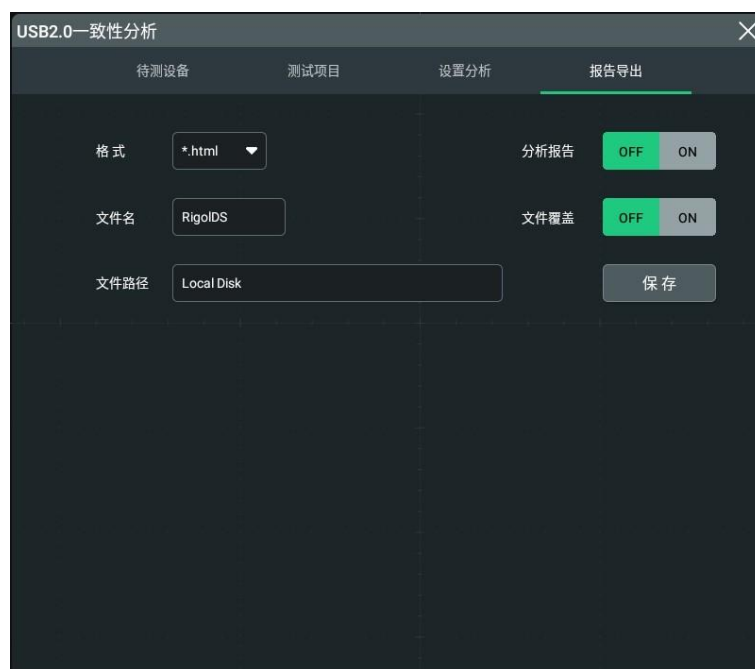 USB2.0一致性分析
待测设备 测试项目 设置分析 报告导出
格式 *.html 分析报告 OFF ON
文件名 RigolDS 文件覆盖 OFF ON
文件路径 Local Disk 保存